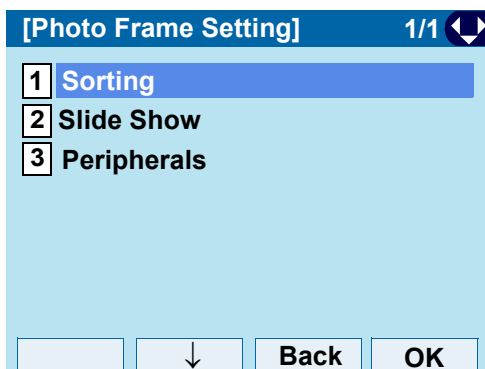 [Photo Frame Setting] 1/1
1 Sorting
2 Slide Show
3 Peripherals
↓ Back OK